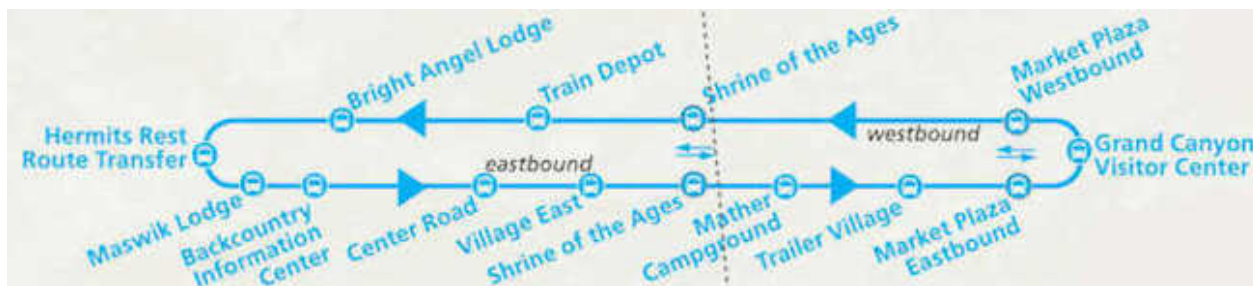 Bright Angel Lodge
Train Depot
Shrine of the Ages
Market Plaza
Westbound
westbound
Hermits Rest
Route Transfer
Grand Canyon
Visitor Center
eastbound
Maswik Lodge
Backcountry
Information
Center
Center Road
Village East
Shrine of the Ages
Mather
Campground
Trailer Village
Market Plaza
Eastbound